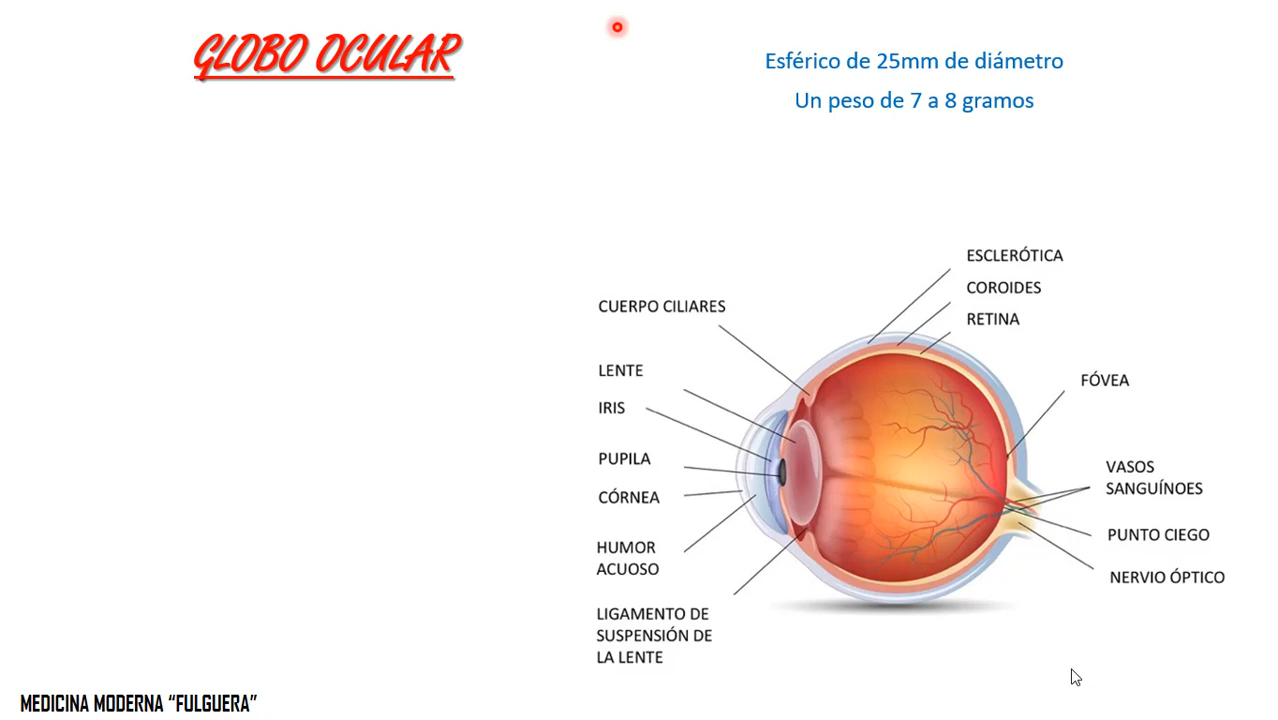 GLOBO OCULAR
Esférico de 25mm de diámetro
Un peso de 7 a 8 gramos
ESCLERÓTICA
COROIDES
RETINA
CUERPO CILIARES
LENTE
IRIS
PUPILA
CÓRNEA
HUMOR
ACUOSO
LIGAMENTO DE
SUSPENSIÓN DE
LA LENTE
FÓVEA
VASOS
SANGUÍNOES
PUNTO CIEGO
NERVIO ÓPTICO
MEDICINA MODERNA “FULGUERA”